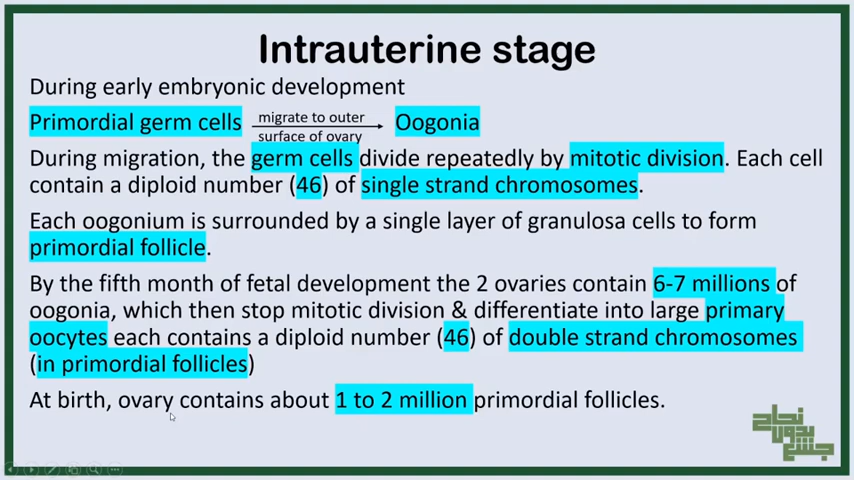 Intrauterine stage
During early embryonic development
Primordial germ cells migrate to outer surface of ovary Oogonia
During migration, the germ cells divide repeatedly by mitotic division. Each cell
contain a diploid number (46) of single strand chromosomes.
Each oogonium is surrounded by a single layer of granulosa cells to form
primordial follicle.
By the fifth month of fetal development the 2 ovaries contain 6-7 millions of
oogonia, which then stop mitotic division & differentiate into large primary
oocytes each contains a diploid number (46) of double strand chromosomes
(in primordial follicles)
At birth, ovary contains about 1 to 2 million primordial follicles.
نجاح
بدون
جشع